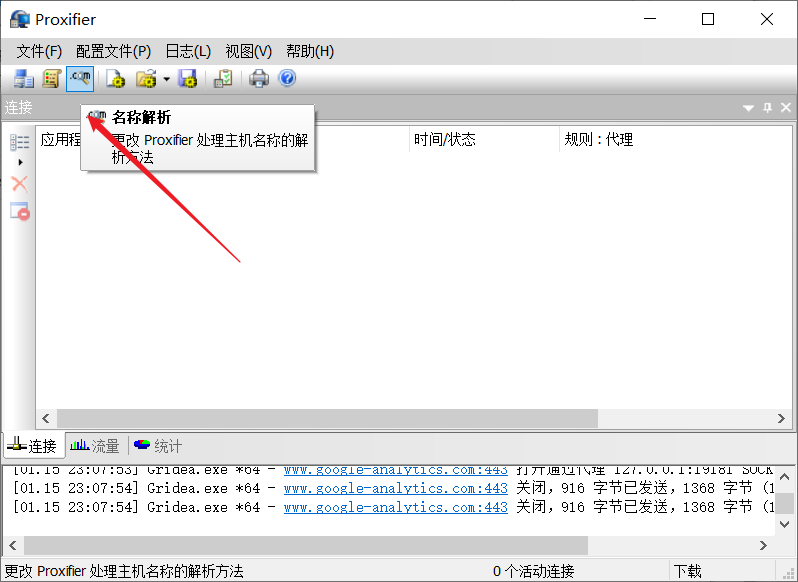 Proxifier
文件(F) 配置文件(P) 日志(L) 视图(V) 帮助(H)
.com
连接
名称解析
更改 Proxifier 处理主机名称的解
析方法
应用程 时间/状态 规则 : 代理
连接 流量 统计
[01.15 23:07:53] Gridea.exe *64 - www.google-analytics.com:443 打开通过代理 127.0.0.1:19181 SOCK
[01.15 23:07:54] Gridea.exe *64 - www.google-analytics.com:443 关闭, 916 字节已发送, 1368 字节 (1
[01.15 23:07:54] Gridea.exe *64 - www.google-analytics.com:443 关闭, 916 字节已发送, 1368 字节 (1
更改 Proxifier 处理主机名称的解析方法 0 个活动连接 下载